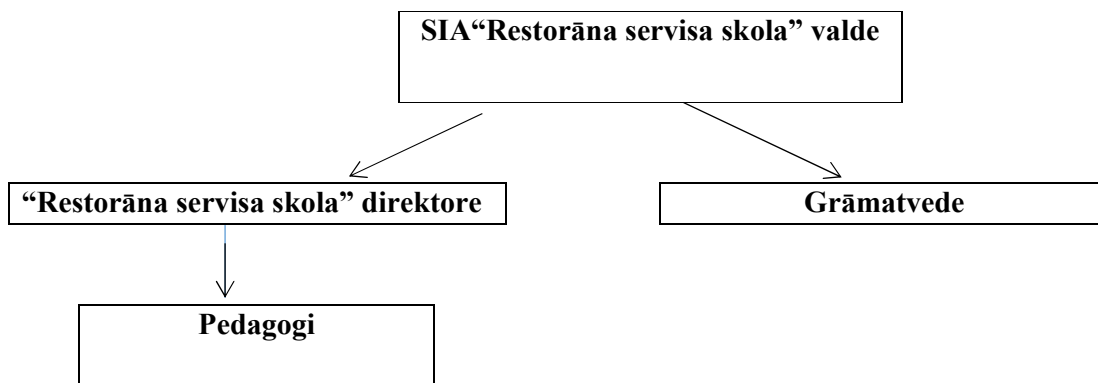 SIA“Restorāna servisa skola” valde
“Restorāna servisa skola” direktore
Grāmatvede
Pedagogi